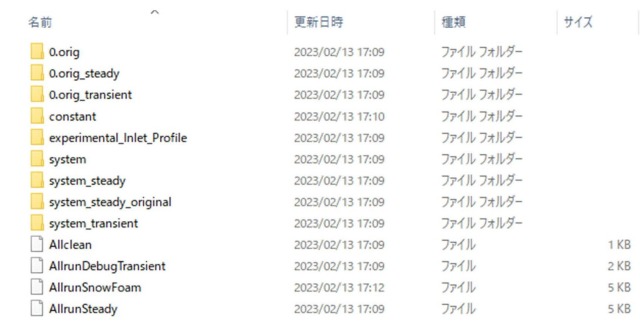 名前 更新日時 種類 サイズ
0.orig 2023/02/13 17:09 ファイル フォルダー
0.orig_steady 2023/02/13 17:09 ファイル フォルダー
0.orig_transient 2023/02/13 17:09 ファイル フォルダー
constant 2023/02/13 17:10 ファイル フォルダー
experimental_Inlet_Profile 2023/02/13 17:09 ファイル フォルダー
system 2023/02/13 17:09 ファイル フォルダー
system_steady 2023/02/13 17:09 ファイル フォルダー
system_steady_original 2023/02/13 17:09 ファイル フォルダー
system_transient 2023/02/13 17:09 ファイル フォルダー
Allclean 2023/02/13 17:09 ファイル 1 KB
AllrunDebugTransient 2023/02/13 17:09 ファイル 2 KB
AllrunSnowFoam 2023/02/13 17:12 ファイル 5 KB
AllrunSteady 2023/02/13 17:09 ファイル 5 KB